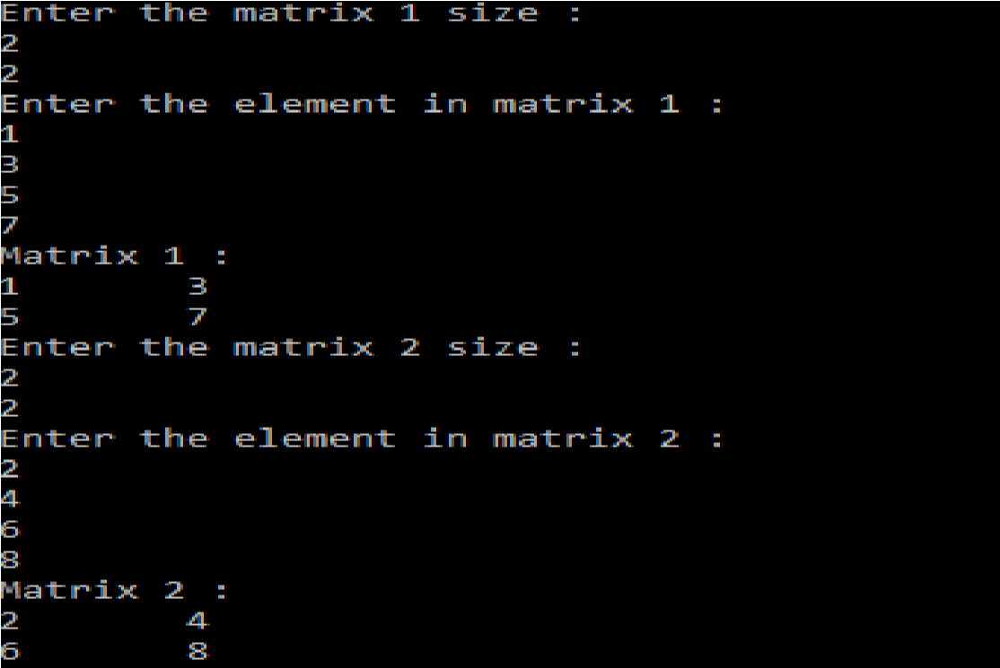 Enter the matrix 1 size :
2
2
Enter the element in matrix 1 :
1
3
5
7
Matrix 1 :
1 3
5 7
Enter the matrix 2 size :
2
2
Enter the element in matrix 2 :
2
4
6
8
Matrix 2 :
2 4
6 8